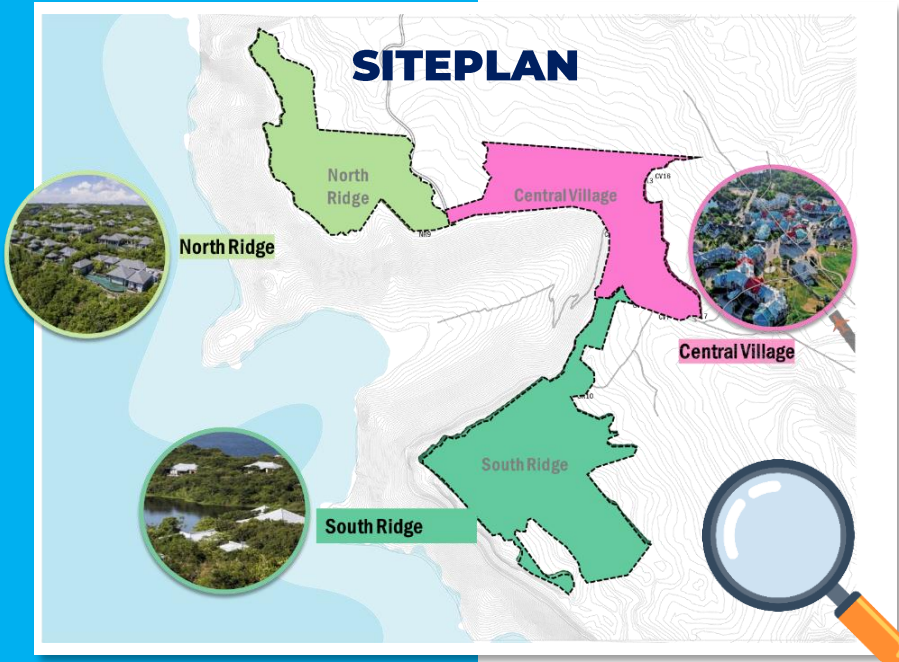 SITEPLAN
North
Ridge
Central Village
CV16
North Ridge
Central Village
South Ridge
South Ridge